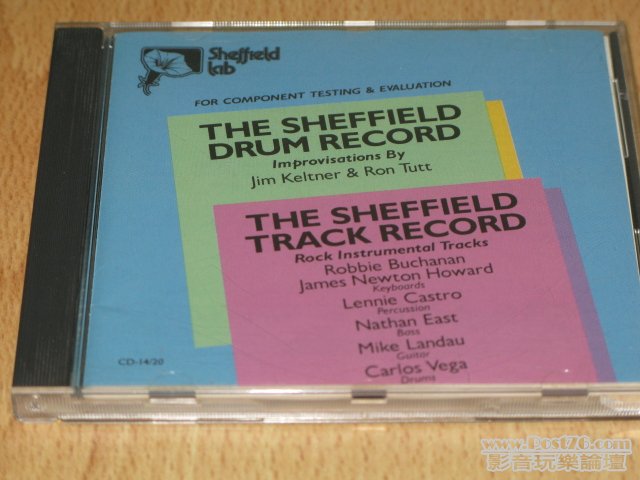 Sheffield
Lab
FOR COMPONENT TESTING & EVALUATION
THE SHEFFIELD
DRUM RECORD
Improvisations By
Jim Keltner & Ron Tutt
THE SHEFFIELD
TRACK RECORD
Rock Instrumental Tracks
Robbie Buchanan
James Newton Howard
Keyboards
Lennie Castro
Percussion
Nathan East
Bass
Mike Landau
Guitar
Carlos Vega
Drums
CD-14/20
www.Post76.com
影音玩樂論壇